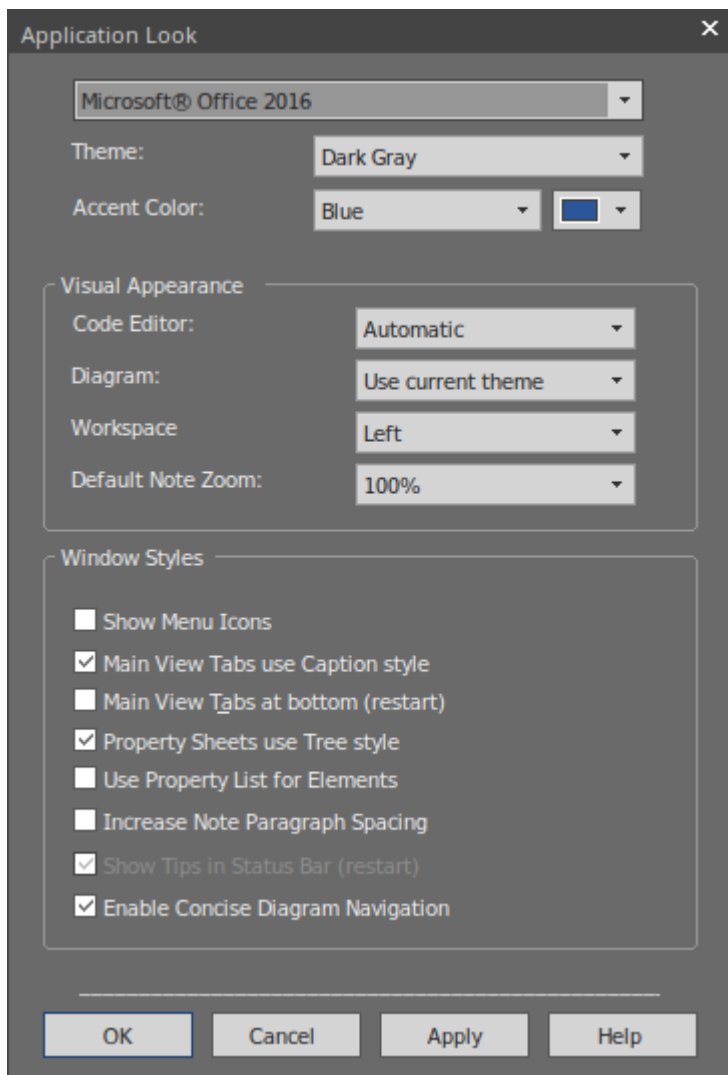 Application Look
Microsoft® Office 2016
Theme: Dark Gray
Accent Color: Blue
Visual Appearance
Code Editor: Automatic
Diagram: Use current theme
Workspace Left
Default Note Zoom: 100%
Window Styles
Show Menu Icons
Main View Tabs use Caption style
Main View Tabs at bottom (restart)
Property Sheets use Tree style
Use Property List for Elements
Increase Note Paragraph Spacing
Show Tips in Status Bar (restart)
Enable Concise Diagram Navigation
OK Cancel Apply Help